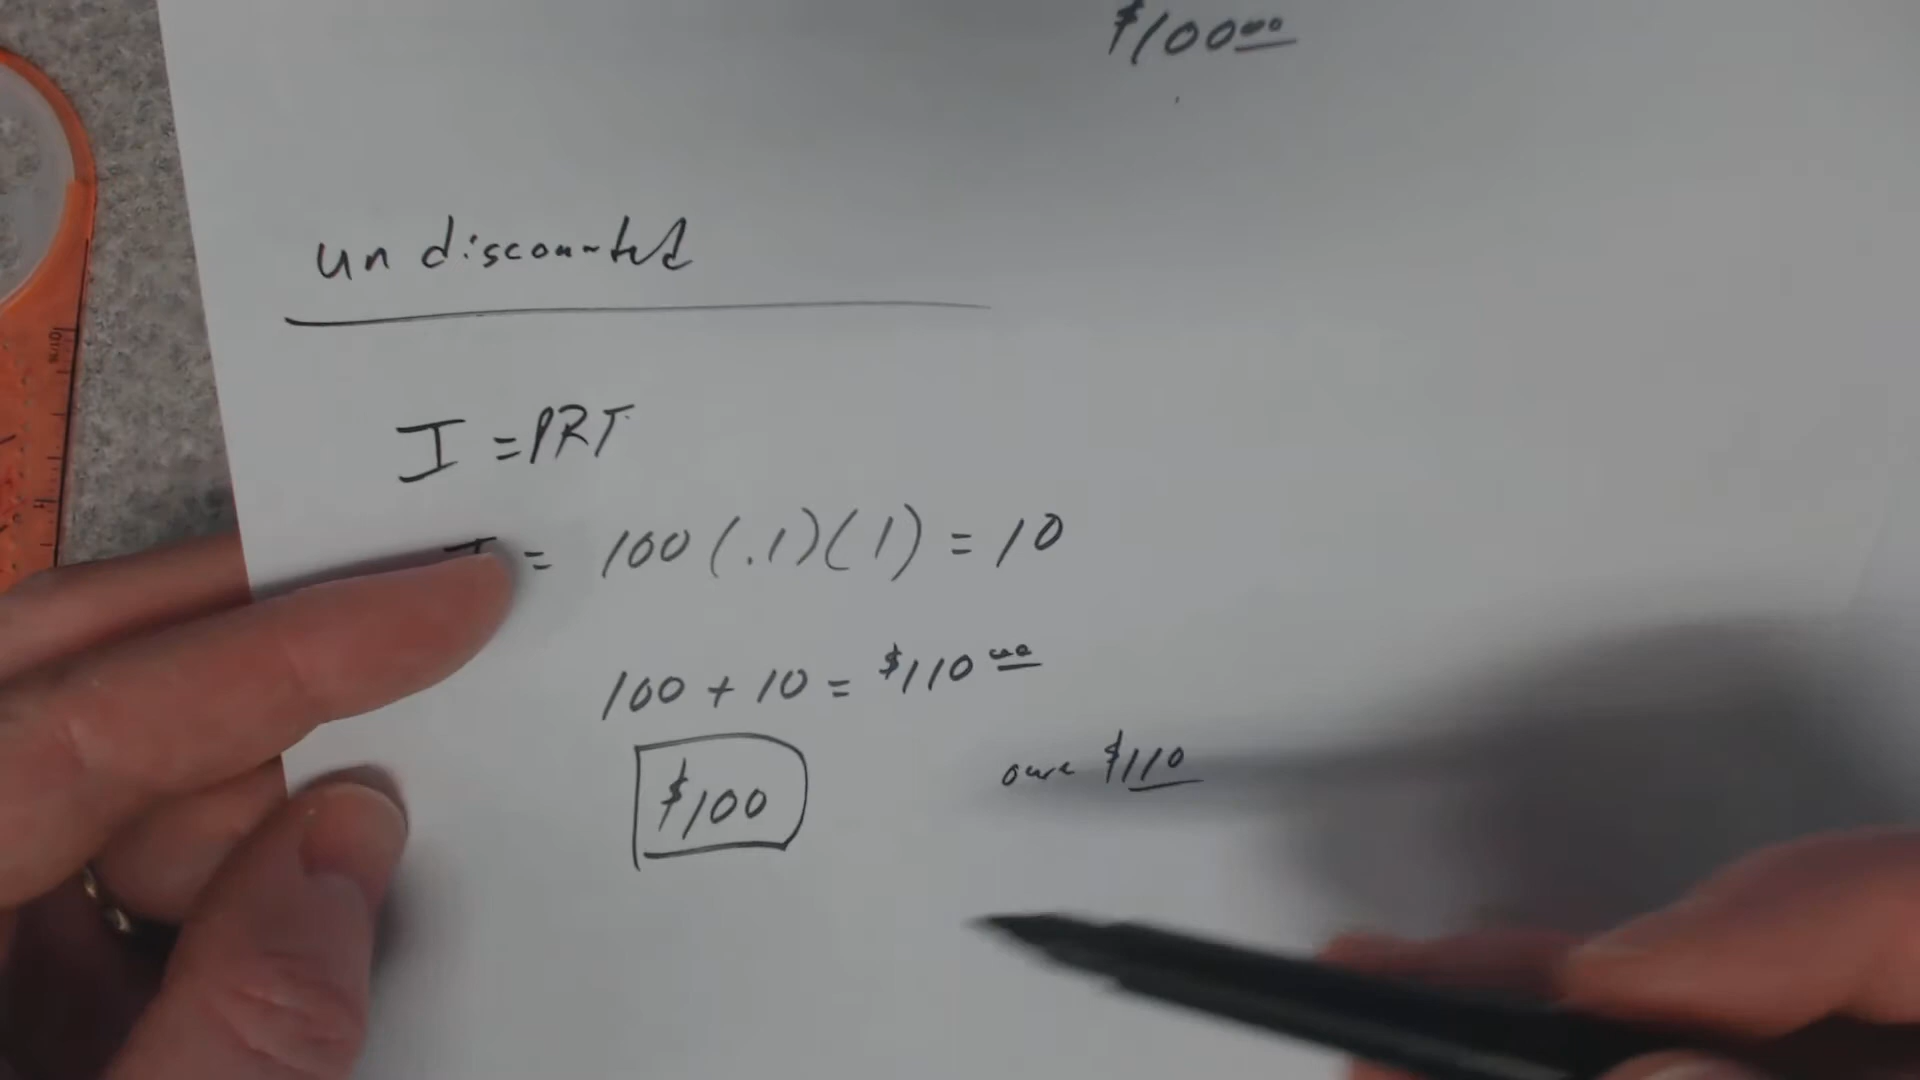 $100 00
undiscounted
I = PRT
I = 100 (.1)(1) = 10
100 + 10 = $110 00
$100
owe $110